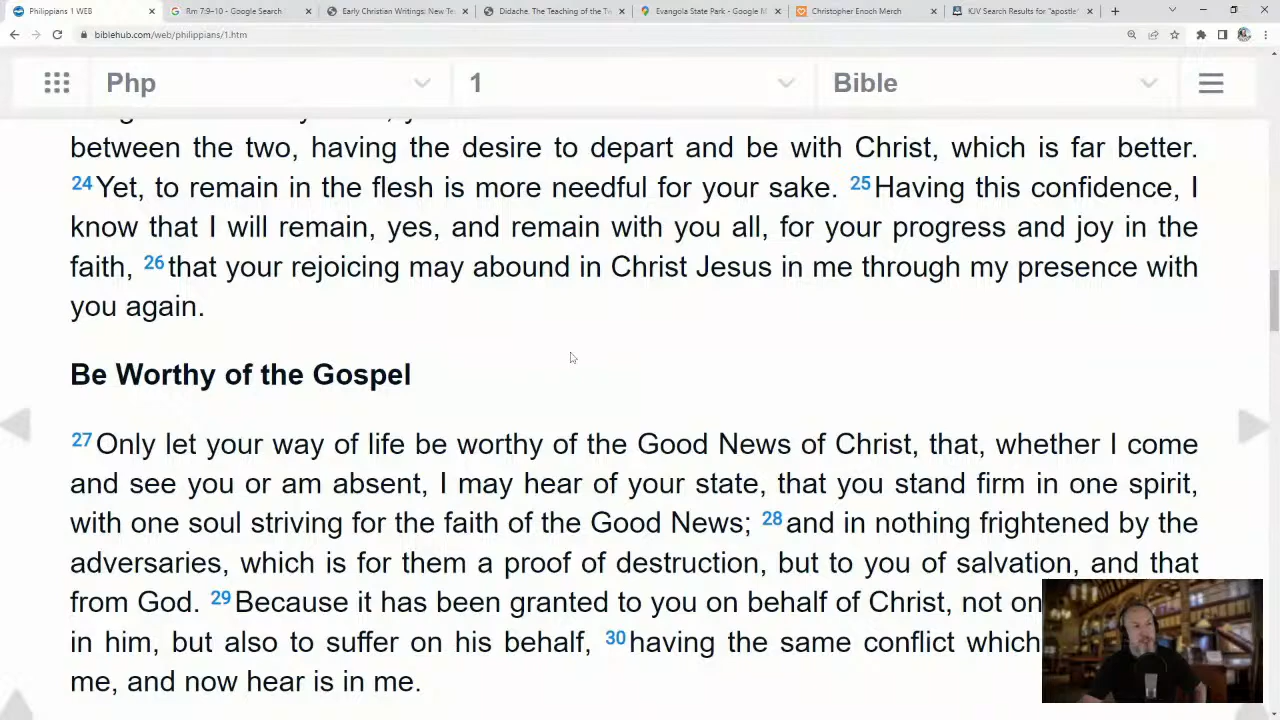 Philippians 1 WEB
Rm 7:9-10 - Google Search
Early Christian Writings: New Te
Didache. The Teaching of the Tw
Evangola State Park - Google M
Christopher Enoch Merch
KJV Search Results for "apostle"
biblehub.com/web/philippians/1.htm
Php
1
Bible
between the two, having the desire to depart and be with Christ, which is far better.
24 Yet, to remain in the flesh is more needful for your sake. 25 Having this confidence, I
know that I will remain, yes, and remain with you all, for your progress and joy in the
faith, 26 that your rejoicing may abound in Christ Jesus in me through my presence with
you again.
Be Worthy of the Gospel
27 Only let your way of life be worthy of the Good News of Christ, that, whether I come
and see you or am absent, I may hear of your state, that you stand firm in one spirit,
with one soul striving for the faith of the Good News; 28 and in nothing frightened by the
adversaries, which is for them a proof of destruction, but to you of salvation, and that
from God. 29 Because it has been granted to you on behalf of Christ, not on
in him, but also to suffer on his behalf, 30 having the same conflict which
me, and now hear is in me.